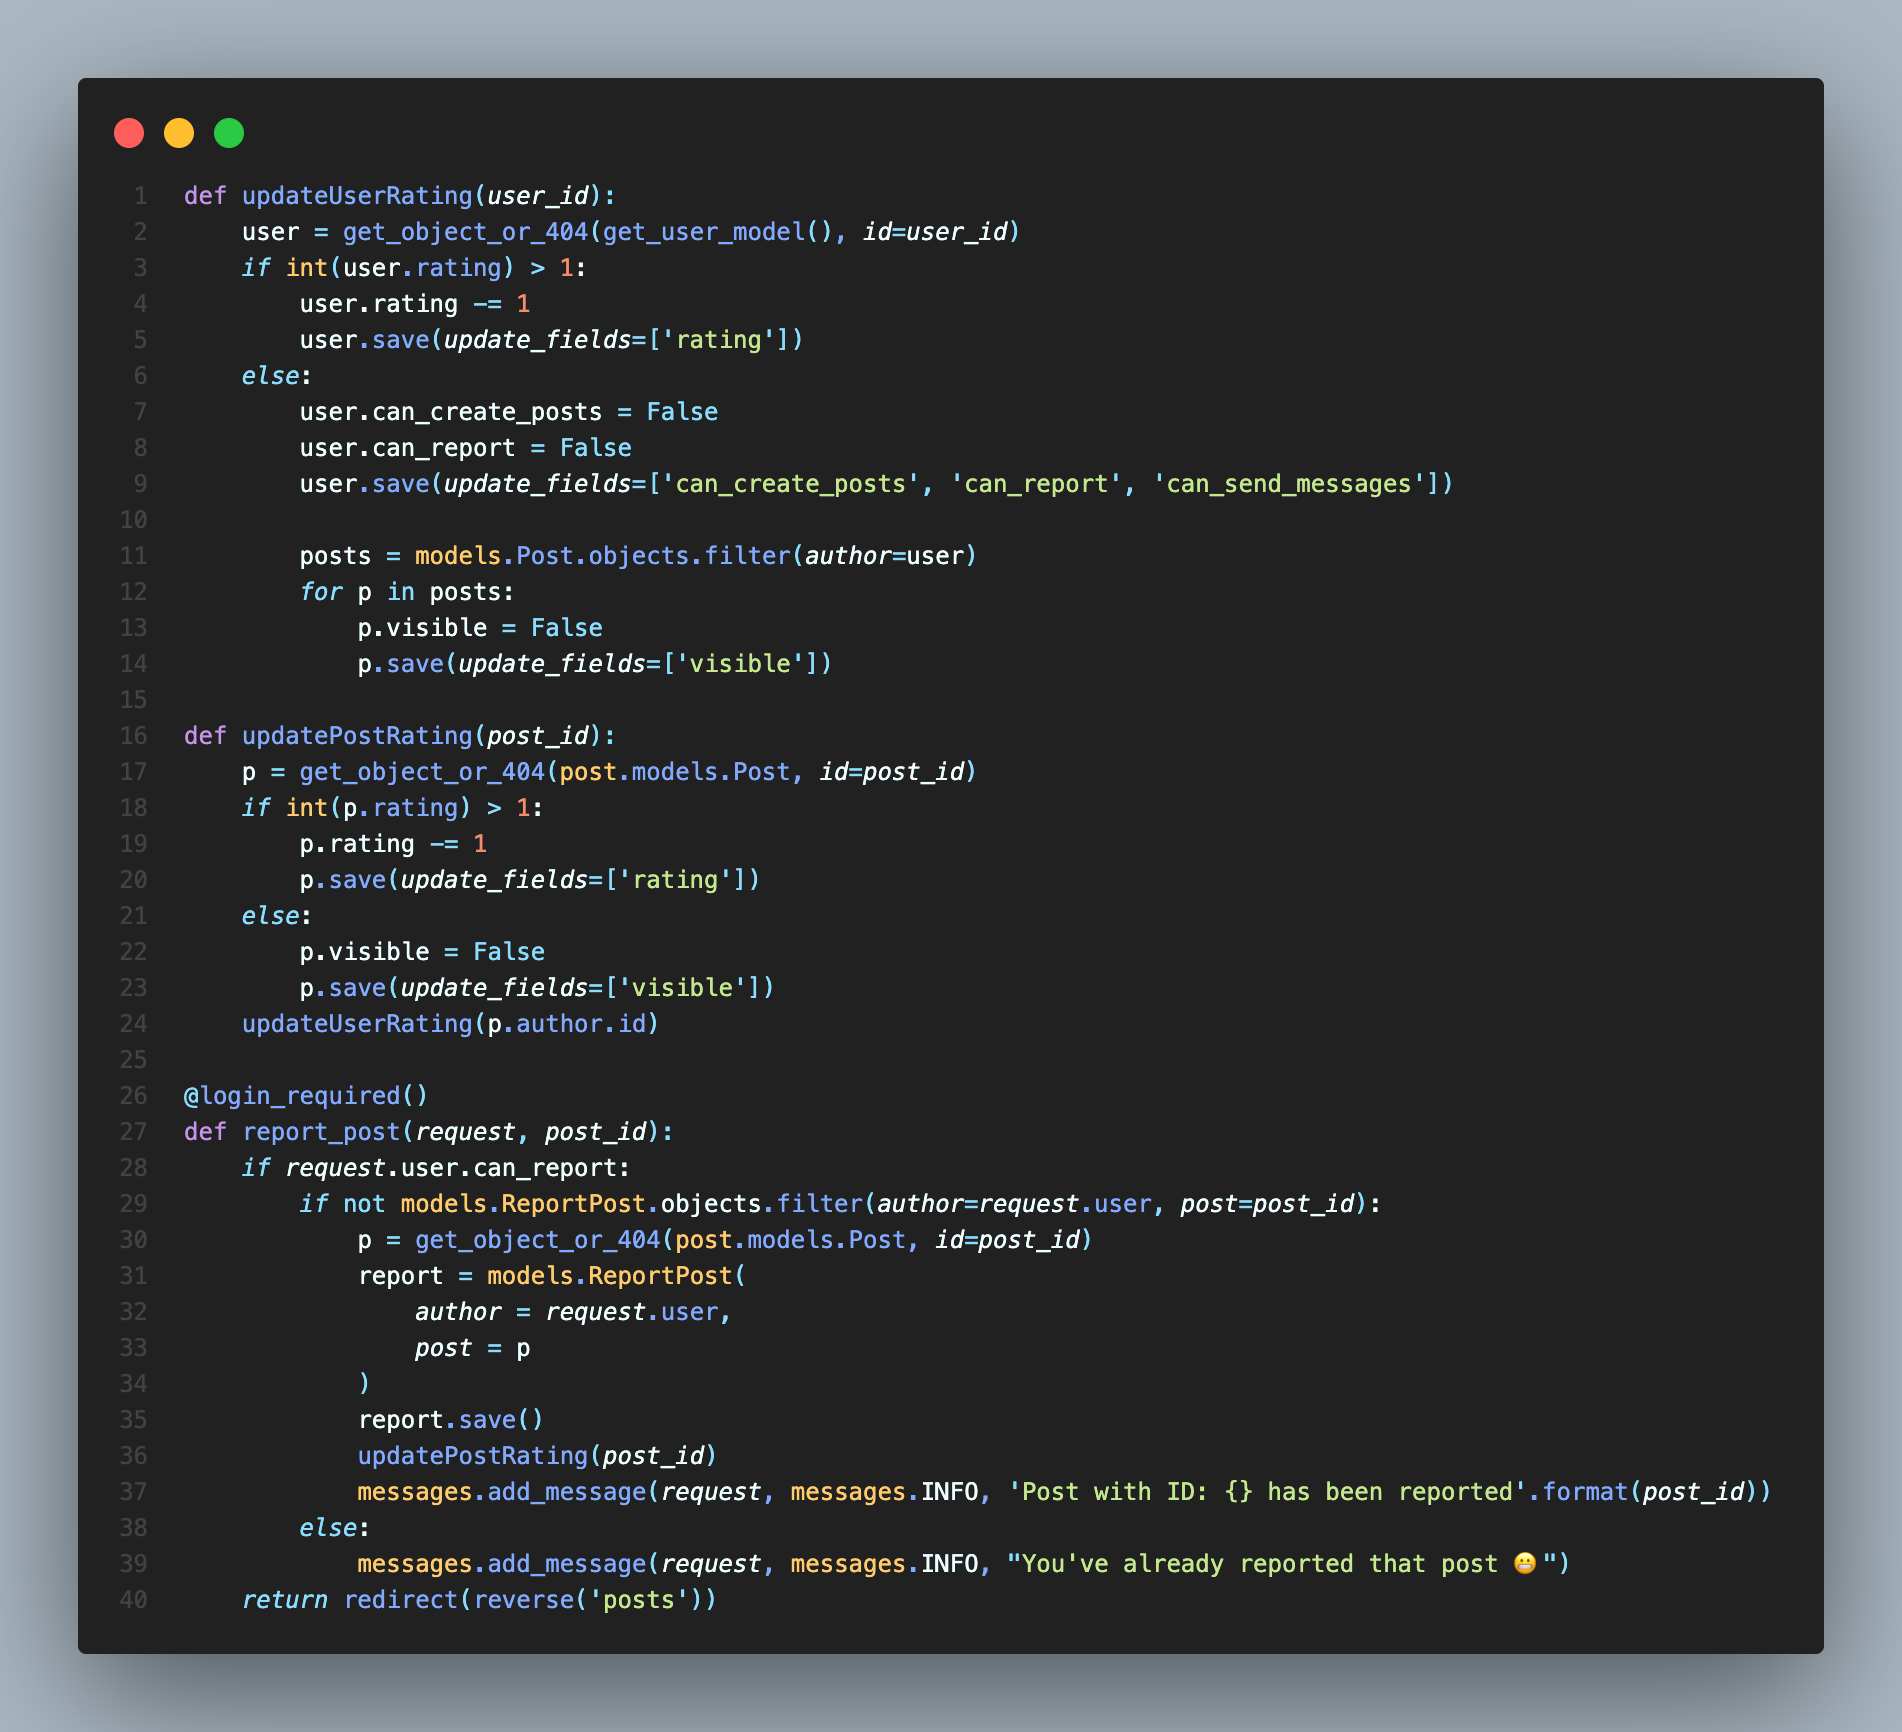 1 def updateUserRating(user_id):
2     user = get_object_or_404(get_user_model(), id=user_id)
3     if int(user.rating) > 1:
4         user.rating -= 1
5         user.save(update_fields=['rating'])
6     else:
7         user.can_create_posts = False
8         user.can_report = False
9         user.save(update_fields=['can_create_posts', 'can_report', 'can_send_messages'])
10
11         posts = models.Post.objects.filter(author=user)
12         for p in posts:
13             p.visible = False
14             p.save(update_fields=['visible'])
15
16 def updatePostRating(post_id):
17     p = get_object_or_404(post.models.Post, id=post_id)
18     if int(p.rating) > 1:
19         p.rating -= 1
20         p.save(update_fields=['rating'])
21     else:
22         p.visible = False
23         p.save(update_fields=['visible'])
24     updateUserRating(p.author.id)
25
26 @login_required()
27 def report_post(request, post_id):
28     if request.user.can_report:
29         if not models.ReportPost.objects.filter(author=request.user, post=post_id):
30             p = get_object_or_404(post.models.Post, id=post_id)
31             report = models.ReportPost(
32                 author = request.user,
33                 post = p
34             )
35             report.save()
36             updatePostRating(post_id)
37             messages.add_message(request, messages.INFO, 'Post with ID: {} has been reported'.format(post_id))
38         else:
39             messages.add_message(request, messages.INFO, "You've already reported that post 😬")
40     return redirect(reverse('posts'))